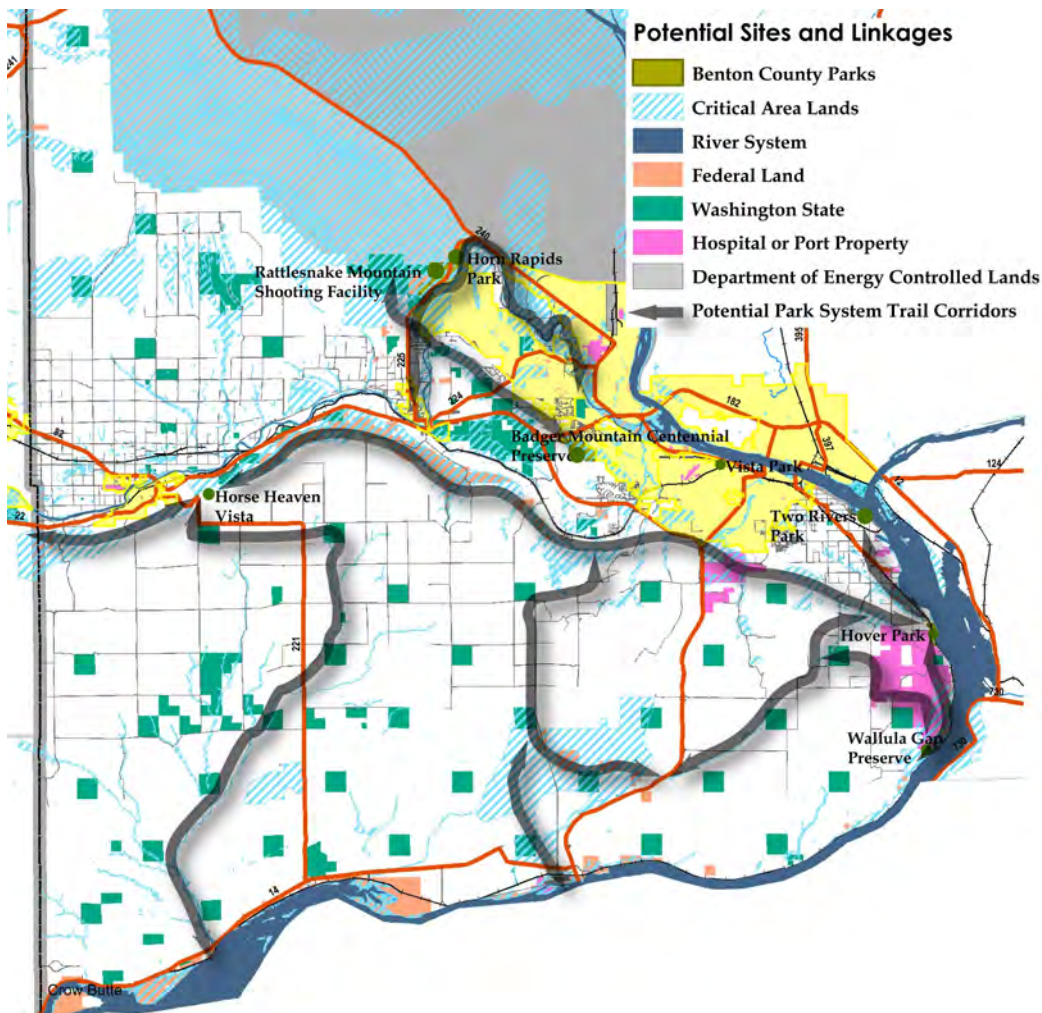 Potential Sites and Linkages
Benton County Parks
Critical Area Lands
River System
Federal Land
Washington State
Hospital or Port Property
Department of Energy Controlled Lands
Potential Park System Trail Corridors
241
240
Horn Rapids
Park
Rattlesnake Mountain
Shooting Facility
225
224
395
182
397
Badger Mountain Centennial
Preserve
Vista Park
124
12
82
22
Horse Heaven
Vista
Two Rivers
Park
221
Hover Park
730
Wallula Gap
Preserve
730
14
Crow Butte